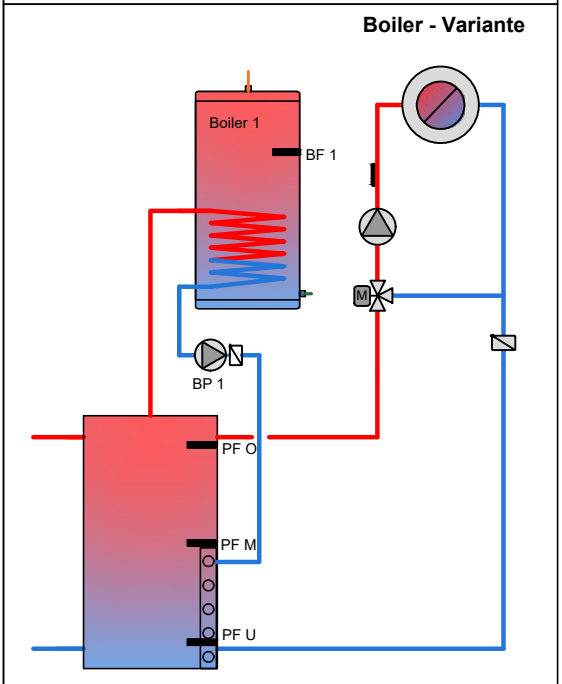 Boiler - Variante
Boiler 1
BF 1
M
BP 1
PF O
PF M
PF U